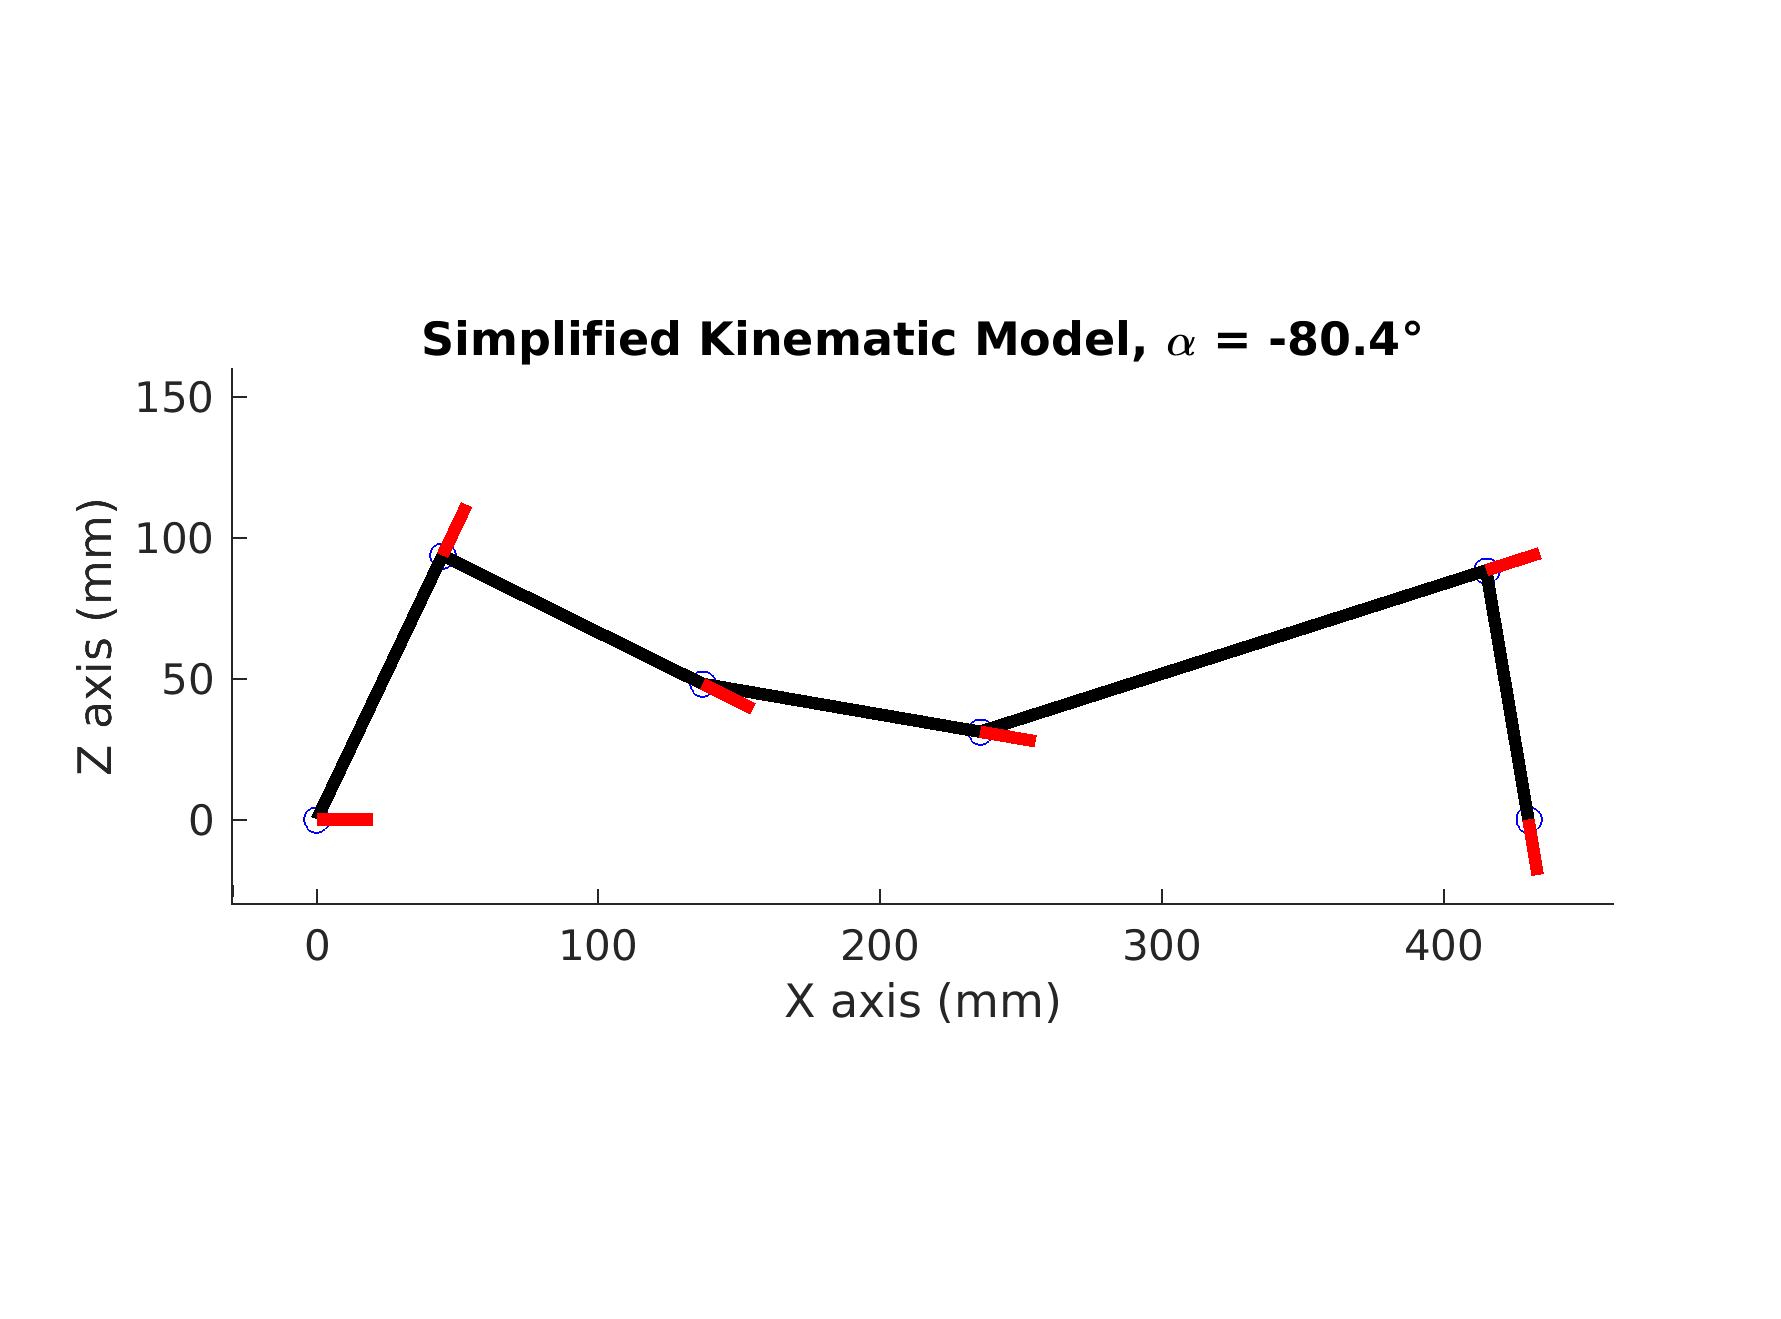 Simplified Kinematic Model, α = -80.4°
150
100
50
0
Z axis (mm)
0 100 200 300 400
X axis (mm)